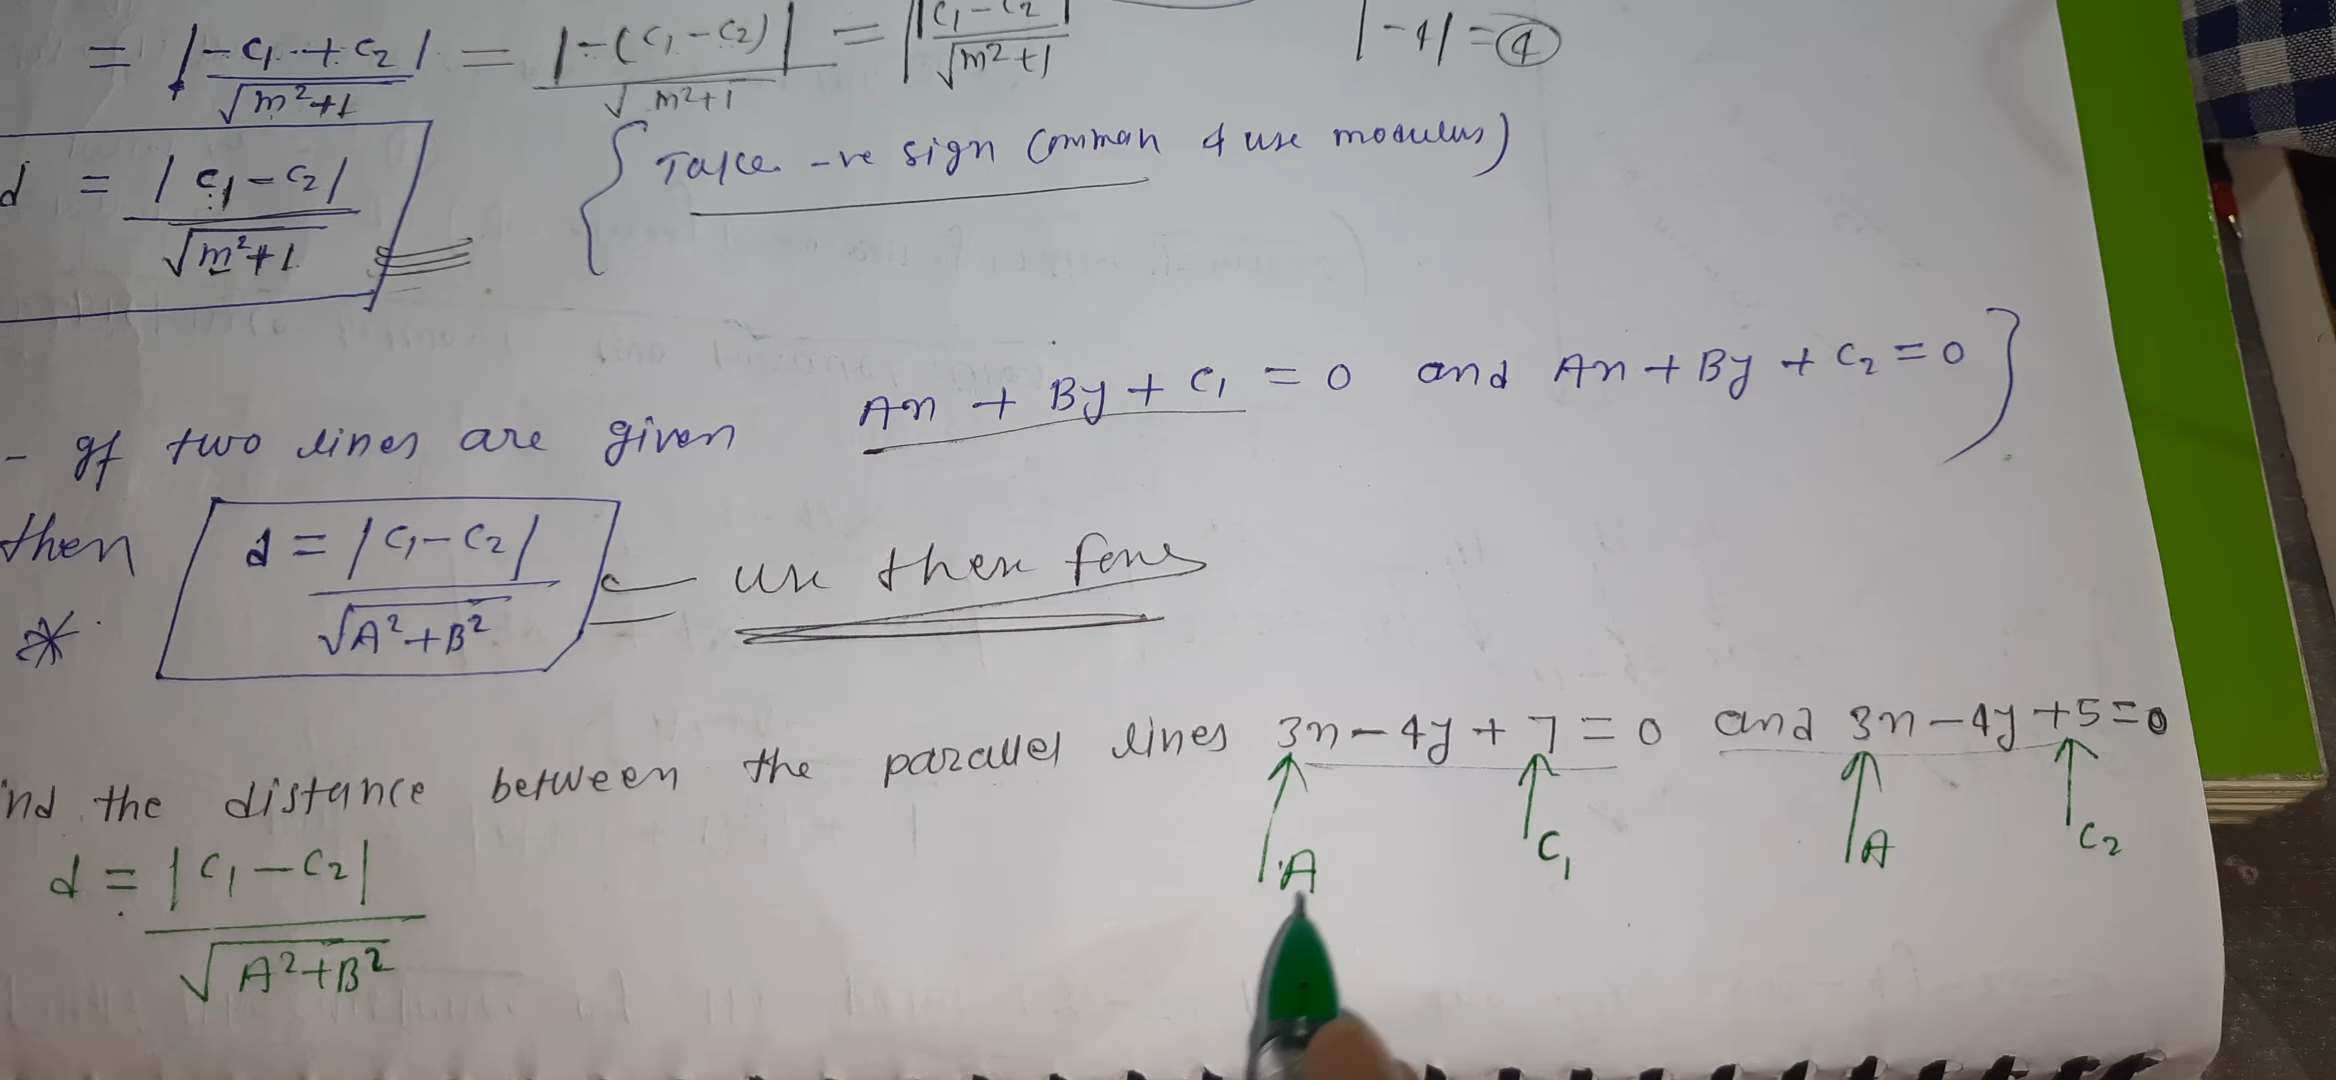 = |-C1 + C2| / √m²+1 = |-(C1-C2)| / √m²+1 = |C1-C2| / √m²+1 |-4| = 4
{ Take -ve sign common & use modulus)
d = |C1-C2| / √m²+1
- If two lines are given Ax + By + C1 = 0 and Ax + By + C2 = 0 }
then d = |C1-C2| / √A²+B² use these
*
ind the distance between the parallel lines 3x-4y+7=0 and 3x-4y+5=0
A C1 A C2
d = |C1-C2| / √A²+B²